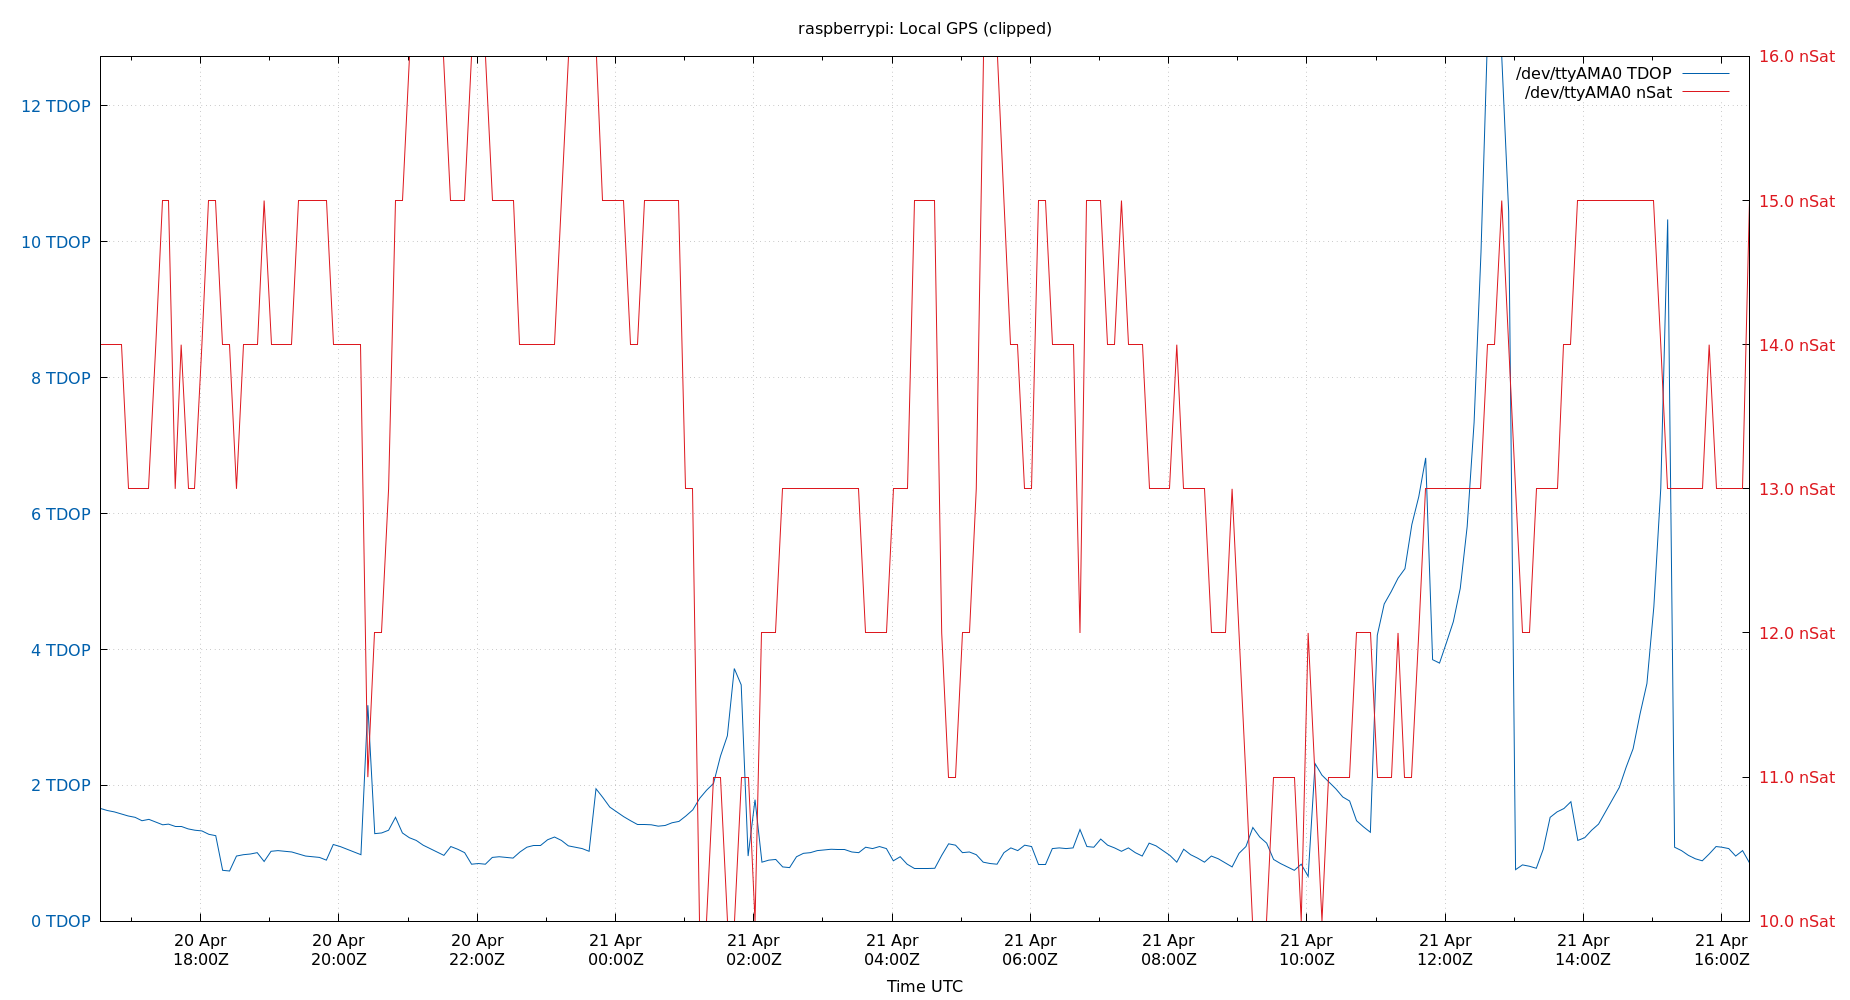 raspberrypi: Local GPS (clipped)
16.0 nSat
/dev/ttyAMA0 TDOP
/dev/ttyAMA0 nSat
12 TDOP
15.0 nSat
10 TDOP
14.0 nSat
8 TDOP
13.0 nSat
6 TDOP
12.0 nSat
4 TDOP
11.0 nSat
2 TDOP
0 TDOP
10.0 nSat
20 Apr
18:00Z
20 Apr
20:00Z
20 Apr
22:00Z
21 Apr
00:00Z
21 Apr
02:00Z
21 Apr
04:00Z
21 Apr
06:00Z
21 Apr
08:00Z
21 Apr
10:00Z
21 Apr
12:00Z
21 Apr
14:00Z
21 Apr
16:00Z
Time UTC